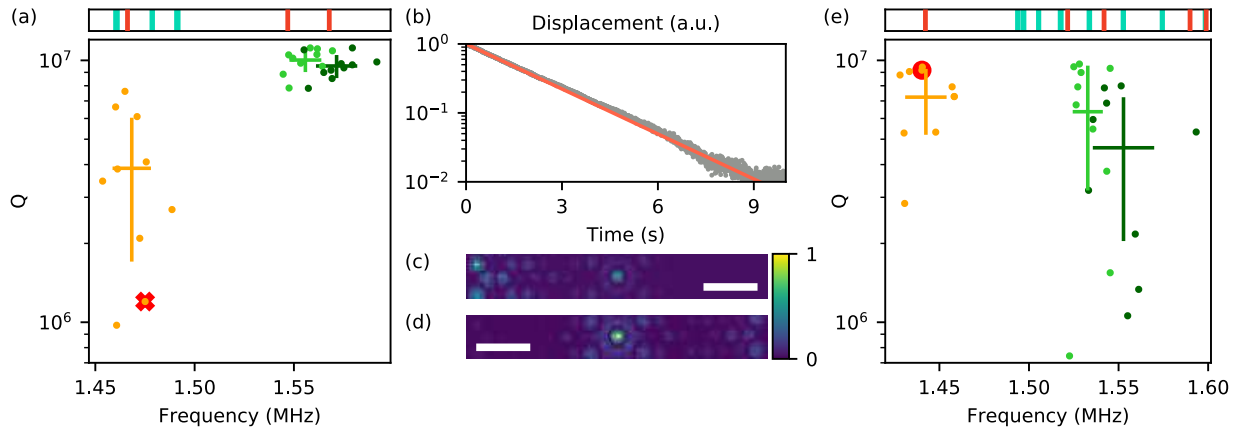 (a)
10⁷
10⁶
Q
1.45
1.50
1.55
Frequency (MHz)
(b)
Displacement (a.u.)
10⁰
10⁻¹
10⁻²
0
3
6
9
Time (s)
(c)
(d)
1
0
(e)
10⁷
10⁶
Q
1.45
1.50
1.55
1.60
Frequency (MHz)